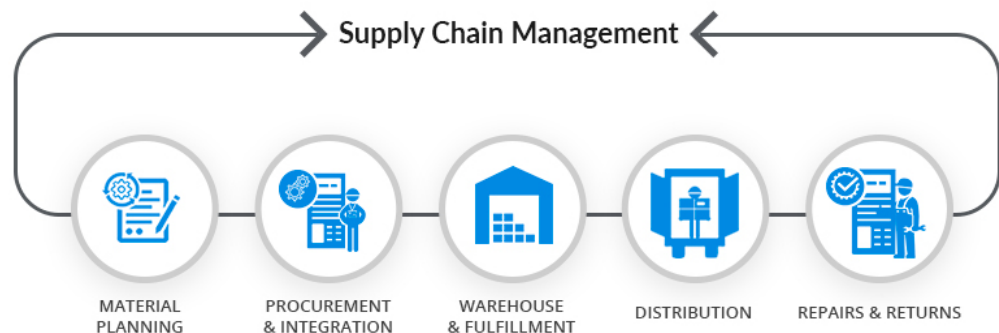 Supply Chain Management
MATERIAL
PLANNING
PROCUREMENT
& INTEGRATION
WAREHOUSE
& FULFILLMENT
DISTRIBUTION
REPAIRS & RETURNS